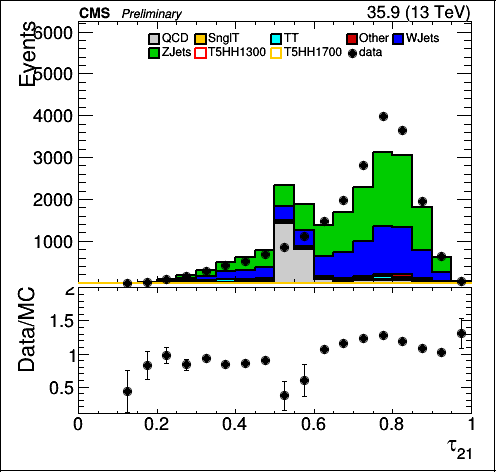 CMS Preliminary 35.9 (13 TeV)
QCD SnglT TT Other WJets
ZJets T5HH1300 T5HH1700 data
Events
6000
5000
4000
3000
2000
1000
Data/MC
2
1.5
1
0.5
0 0.2 0.4 0.6 0.8 1
τ21